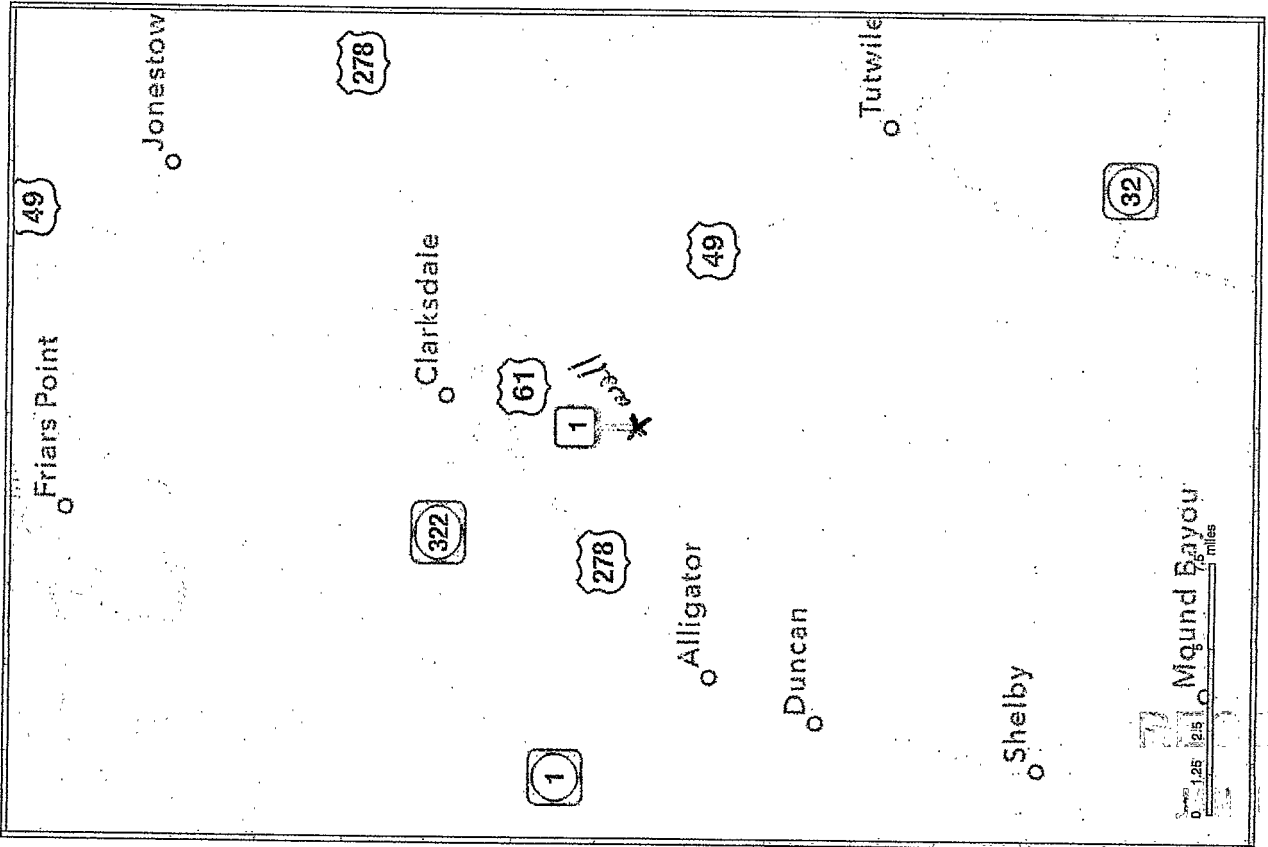 Jonestow
49
278
Friars Point
Clarksdale
Tutwile
61
49
32
1
well
322
278
Alligator
1
Duncan
Shelby
Mound Bayou
0 1.25 2.5 5 7.5
miles